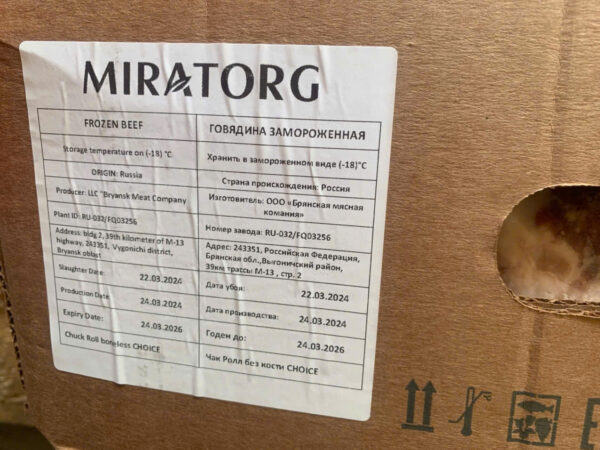 MIRATORG
FROZEN BEEF
ГОВЯДИНА ЗАМОРОЖЕННАЯ
Storage temperature on (-18) °C
Хранить в замороженном виде (-18)°C
ORIGIN: Russia
Страна происхождения: Россия
Producer: LLC "Bryansk Meat Company
Изготовитель: ООО «Брянская мясная
комания»
Plant ID: RU-032/FQ03256
Номер завода: RU-032/FQ03256
Address: bldg 2, 39th kilometer of M-13
highway, 243351, Vygonichi district,
Bryansk oblast
Адрес: 243351, Российская Федерация,
Брянская обл.,Выгоничский район,
39км трассы М-13 , стр. 2
Slaughter Date: 22.03.2024
Дата убоя: 22.03.2024
Production Date: 24.03.2024
Дата производства: 24.03.2024
Expiry Date: 24.03.2026
Годен до: 24.03.2026
Chuck Roll boneless CHOICE
Чак Ролл без кости CHOICE